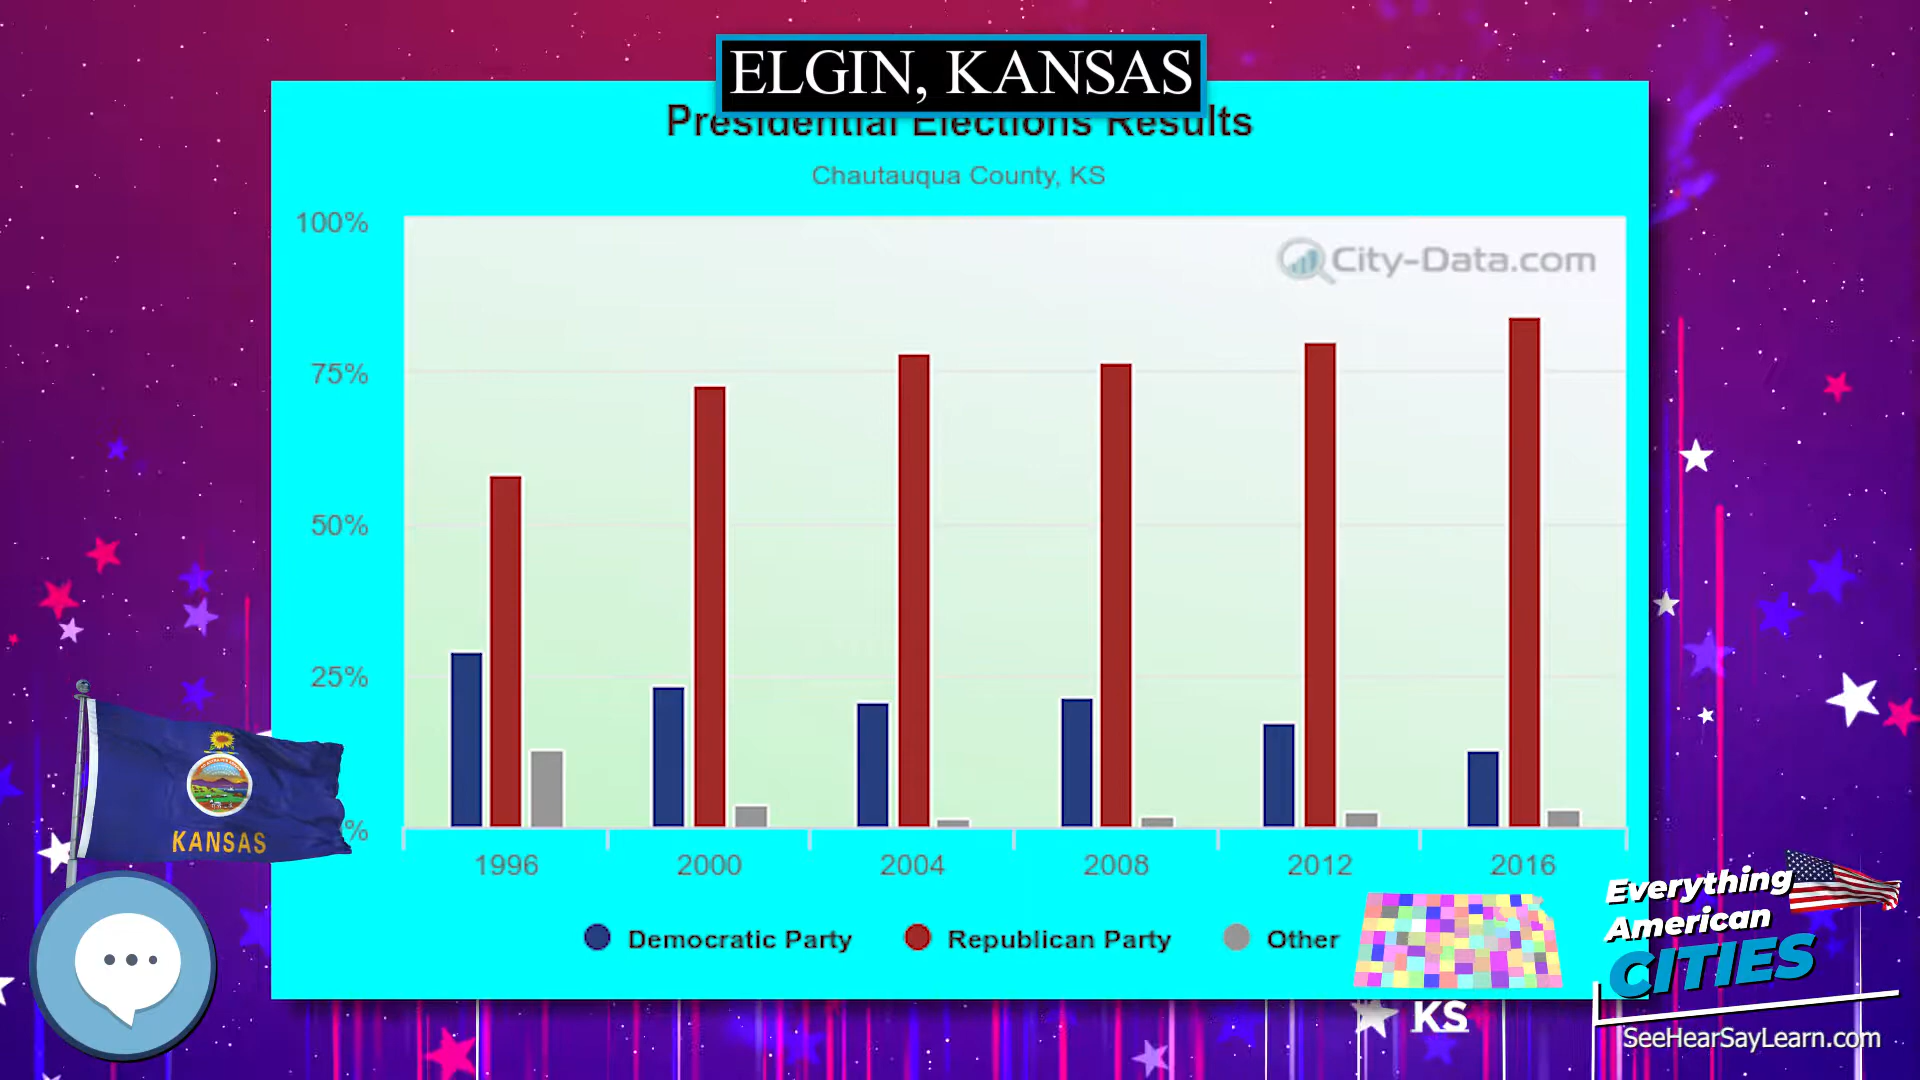 ELGIN, KANSAS
Presidential Elections Results
Chautauqua County, KS
100%
City-Data.com
75%
50%
25%
%
KANSAS
1996 2000 2004 2008 2012 2016
Democratic Party Republican Party Other
Everything
American
CITIES
KS
SeeHearSayLearn.com